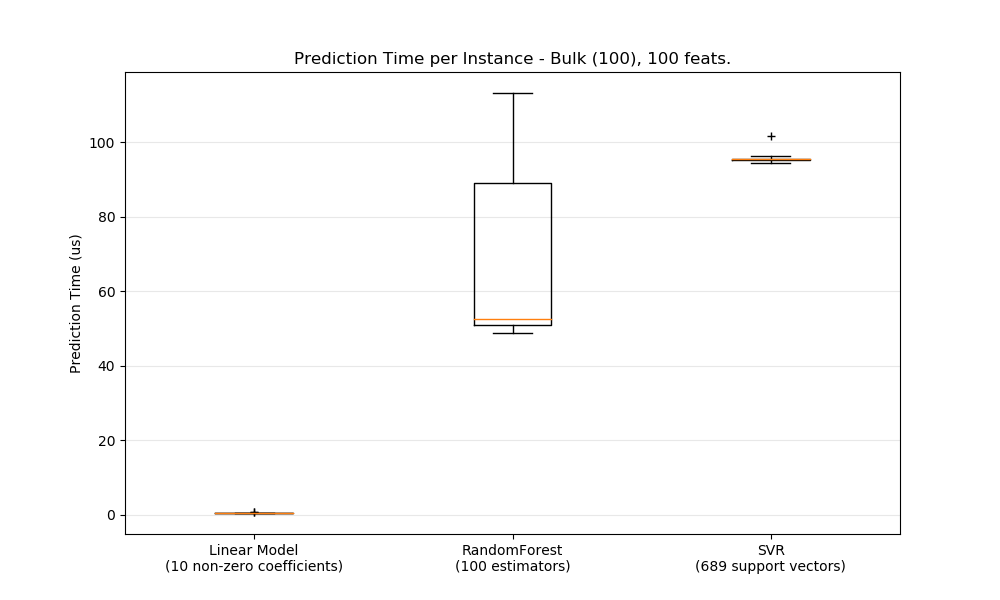 Prediction Time per Instance - Bulk (100), 100 feats.
Prediction Time (us)
100
80
60
40
20
0
Linear Model
(10 non-zero coefficients)
RandomForest
(100 estimators)
SVR
(689 support vectors)